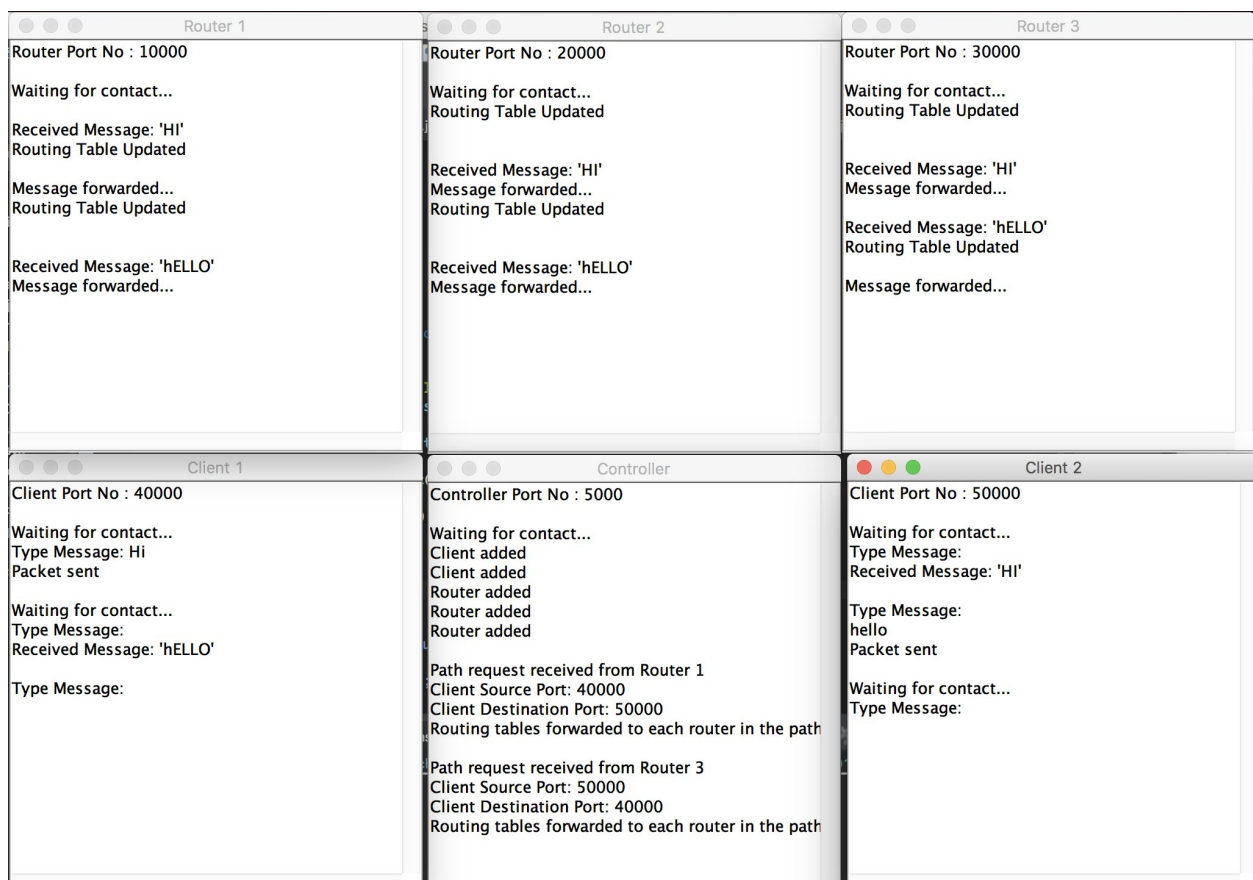 Router 1
Router Port No : 10000
Waiting for contact...
Received Message: 'HI'
Routing Table Updated
Message forwarded...
Routing Table Updated
Received Message: 'hELLO'
Message forwarded...
Router 2
Router Port No : 20000
Waiting for contact...
Routing Table Updated
Received Message: 'HI'
Message forwarded...
Routing Table Updated
Received Message: 'hELLO'
Message forwarded...
Router 3
Router Port No : 30000
Waiting for contact...
Routing Table Updated
Received Message: 'HI'
Message forwarded...
Received Message: 'hELLO'
Routing Table Updated
Message forwarded...
Client 1
Client Port No : 40000
Waiting for contact...
Type Message: Hi
Packet sent
Waiting for contact...
Type Message:
Received Message: 'hELLO'
Type Message:
Controller
Controller Port No : 5000
Waiting for contact...
Client added
Client added
Router added
Router added
Router added
Path request received from Router 1
Client Source Port: 40000
Client Destination Port: 50000
Routing tables forwarded to each router in the path
Path request received from Router 3
Client Source Port: 50000
Client Destination Port: 40000
Routing tables forwarded to each router in the path
Client 2
Client Port No : 50000
Waiting for contact...
Type Message:
Received Message: 'HI'
Type Message:
hello
Packet sent
Waiting for contact...
Type Message: